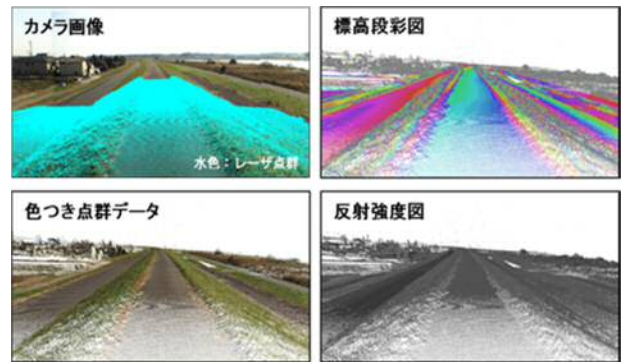 カメラ画像
水色：レーザ点群
標高段彩図
色つき点群データ
反射強度図